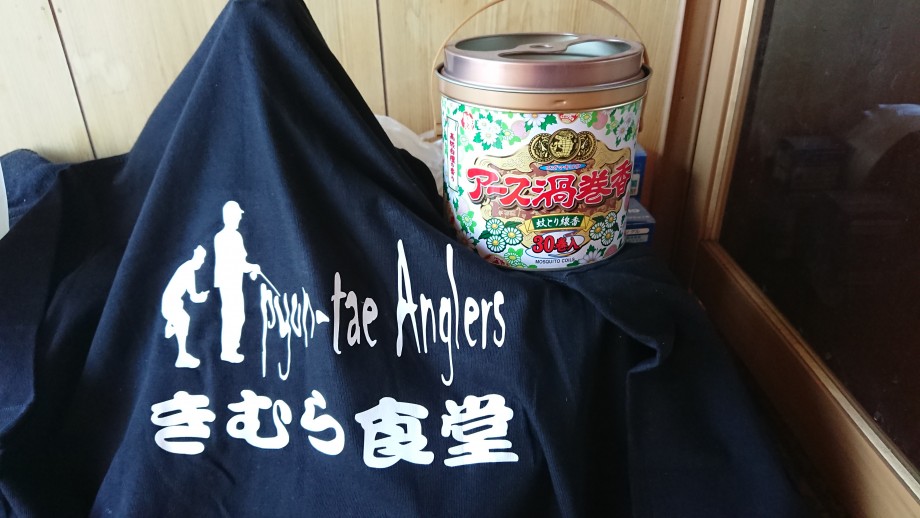 pyun-tae Anglers
きむら食堂
アース渦巻香
蚊とり線香
30巻入
MOSQUITO COILS